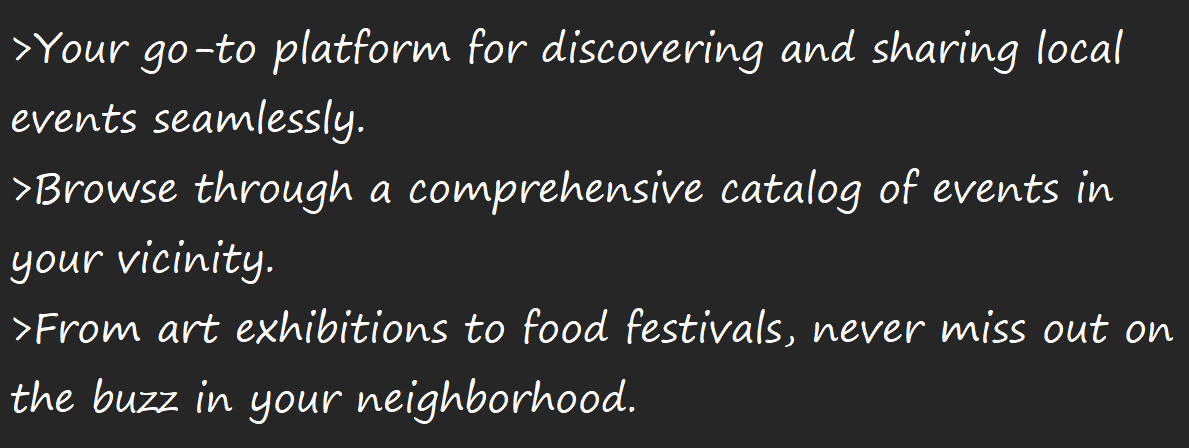 >Your go-to platform for discovering and sharing local
events seamlessly.
>Browse through a comprehensive catalog of events in
your vicinity.
>From art exhibitions to food festivals, never miss out on
the buzz in your neighborhood.